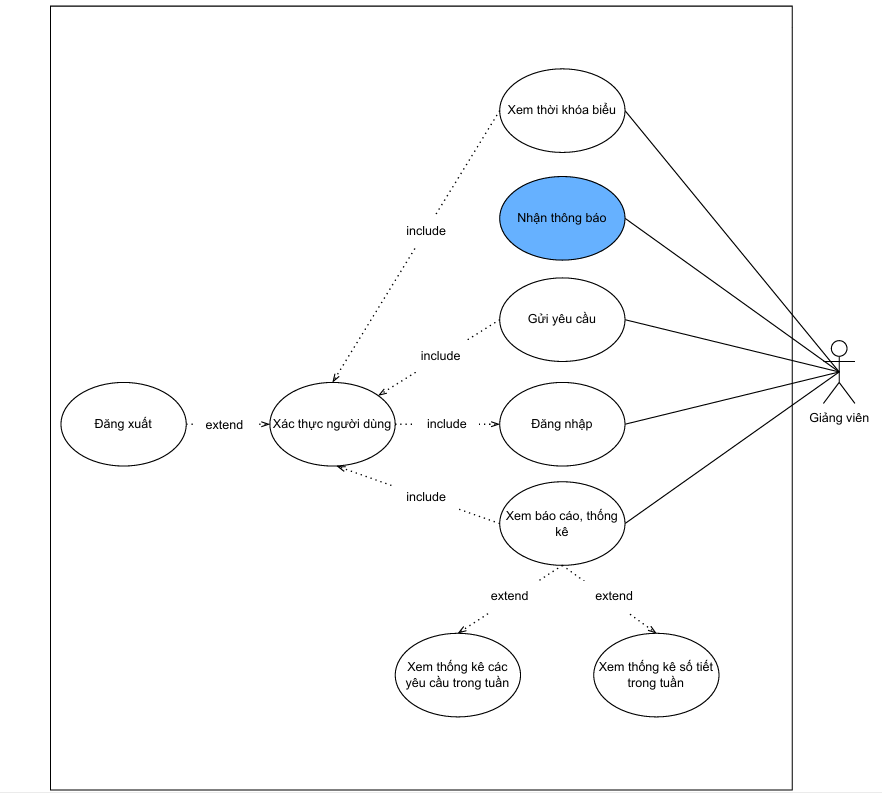 Xem thời khóa biểu
Nhận thông báo
include
Gửi yêu cầu
include
Giảng viên
Đăng xuất
extend
Xác thực người dùng
include
Đăng nhập
include
Xem báo cáo, thống
kê
extend
extend
Xem thống kê các
yêu cầu trong tuần
Xem thống kê số tiết
trong tuần